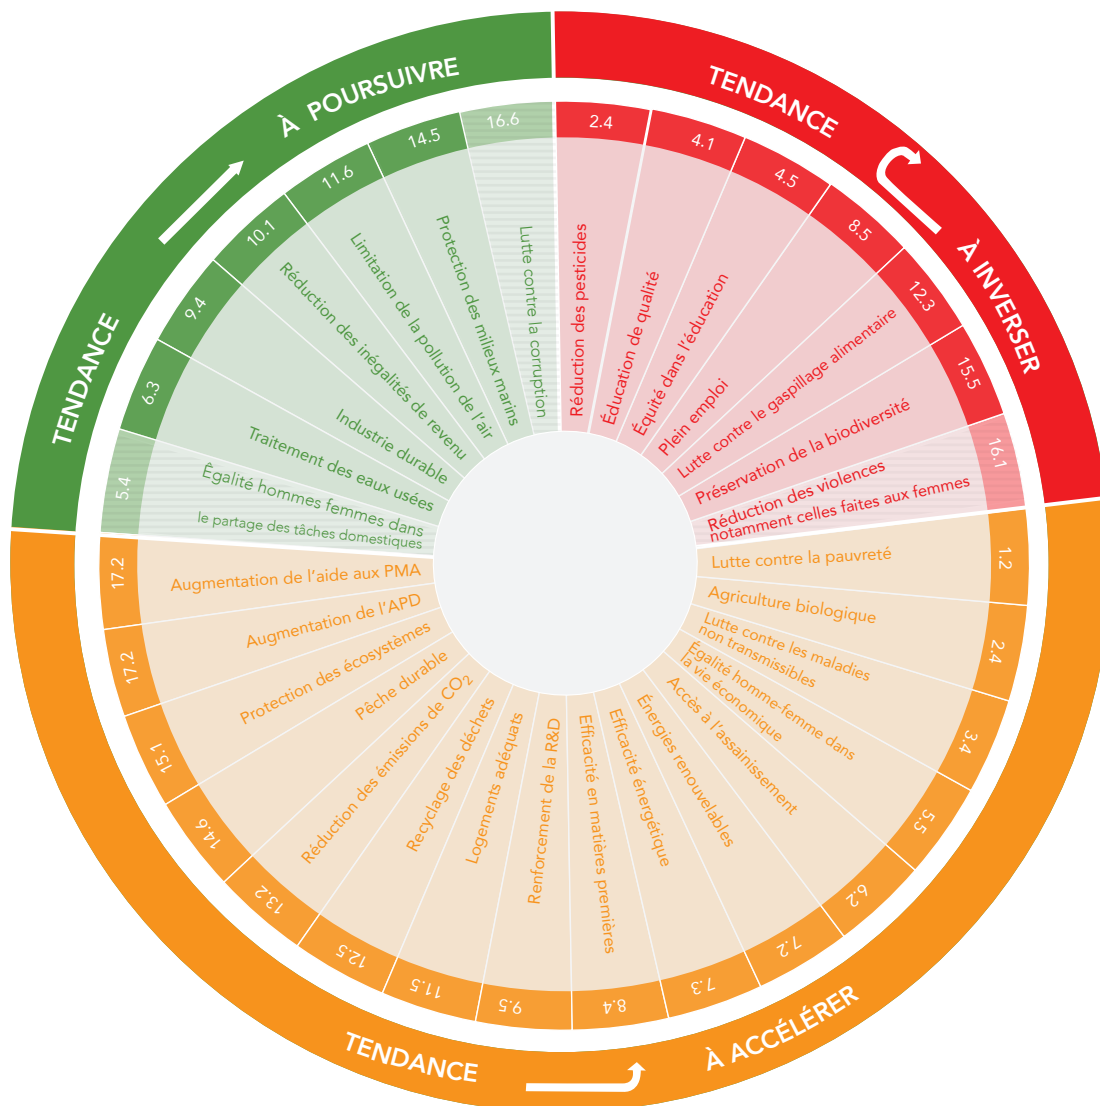 TENDANCE
À POURSUIVRE
TENDANCE
À INVERSER
TENDANCE
À ACCÉLÉRER
2.4
Réduction des pesticides
4.1
Éducation de qualité
4.5
Équité dans l'éducation
8.5
Plein emploi
12.3
Lutte contre le gaspillage alimentaire
15.5
Préservation de la biodiversité
16.1
Réduction des violences
notamment celles faites aux femmes
1.2
Lutte contre la pauvreté
2.4
Agriculture biologique
3.4
Lutte contre les maladies
non transmissibles
5.5
Égalité homme-femme dans
la vie économique
6.2
Accès à l'assainissement
7.2
Énergies renouvelables
7.3
Efficacité énergétique
8.4
Efficacité en matières premières
9.5
Renforcement de la R&D
11.5
Logements adéquats
12.5
Recyclage des déchets
13.2
Réduction des émissions de CO₂
14.6
Pêche durable
15.1
Protection des écosystèmes
17.2
Augmentation de l'APD
17.2
Augmentation de l'aide aux PMA
5.4
Êgalité hommes femmes dans
le partage des tâches domestiques
6.3
Traitement des eaux usées
9.4
Industrie durable
10.1
Réduction des inégalités de revenu
11.6
Limitation de la pollution de l'air
14.5
Protection des milieux marins
16.6
Lutte contre la corruption